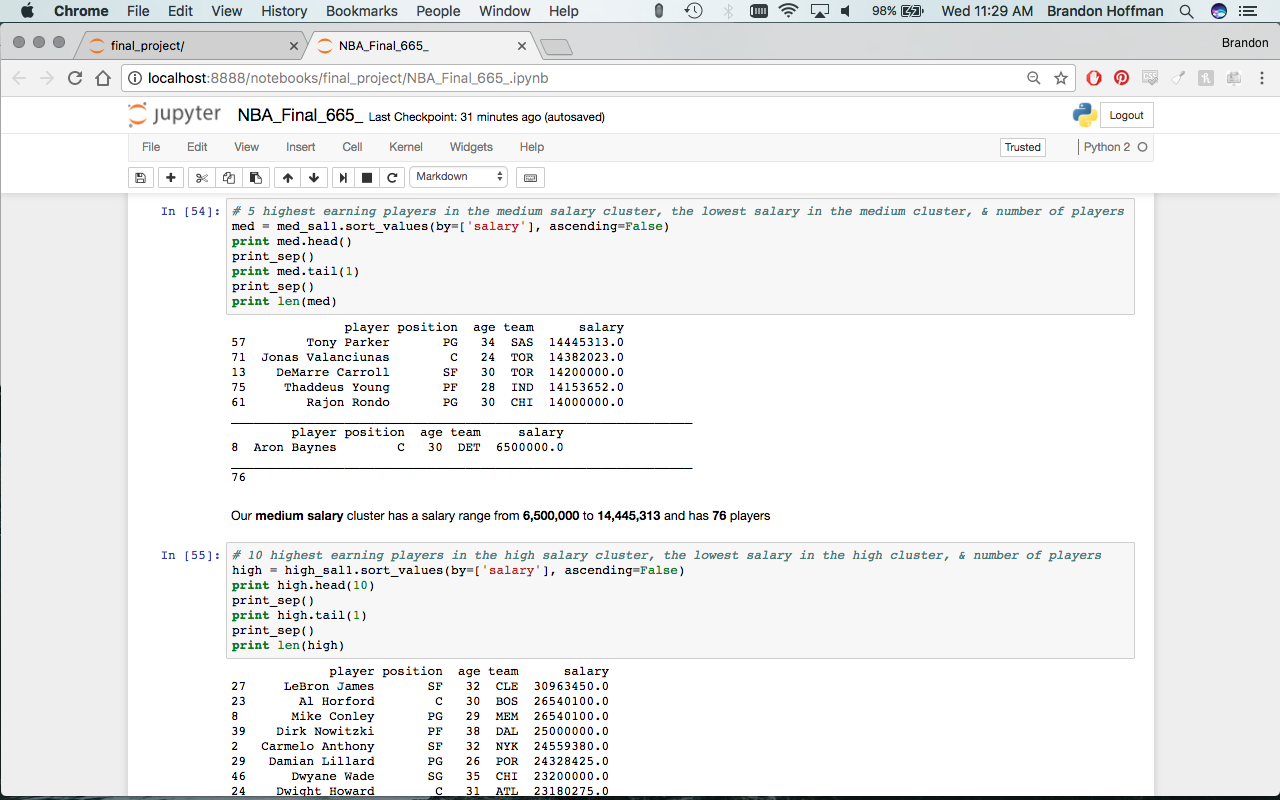 Chrome File Edit View History Bookmarks People Window Help 98% Wed 11:29 AM Brandon Hoffman
final_project/ NBA_Final_665_ Brandon
localhost:8888/notebooks/final_project/NBA_Final_665_.ipynb
jupyter NBA_Final_665_ Last Checkpoint: 31 minutes ago (autosaved) Logout
File Edit View Insert Cell Kernel Widgets Help Trusted Python 2
Markdown
In [54]: # 5 highest earning players in the medium salary cluster, the lowest salary in the medium cluster, & number of players
med = med_sall.sort_values(by=['salary'], ascending=False)
print med.head()
print_sep()
print med.tail(1)
print_sep()
print len(med)
player position age team salary
57 Tony Parker PG 34 SAS 14445313.0
71 Jonas Valanciunas C 24 TOR 14382023.0
13 DeMarre Carroll SF 30 TOR 14200000.0
75 Thaddeus Young PF 28 IND 14153652.0
61 Rajon Rondo PG 30 CHI 14000000.0
player position age team salary
8 Aron Baynes C 30 DET 6500000.0
76
Our medium salary cluster has a salary range from 6,500,000 to 14,445,313 and has 76 players
In [55]: # 10 highest earning players in the high salary cluster, the lowest salary in the high cluster, & number of players
high = high_sall.sort_values(by=['salary'], ascending=False)
print high.head(10)
print_sep()
print high.tail(1)
print_sep()
print len(high)
player position age team salary
27 LeBron James SF 32 CLE 30963450.0
23 Al Horford C 30 BOS 26540100.0
8 Mike Conley PG 29 MEM 26540100.0
39 Dirk Nowitzki PF 38 DAL 25000000.0
2 Carmelo Anthony SF 32 NYK 24559380.0
29 Damian Lillard PG 26 POR 24328425.0
46 Dwyane Wade SG 35 CHI 23200000.0
24 Dwight Howard C 31 ATL 23180275.0